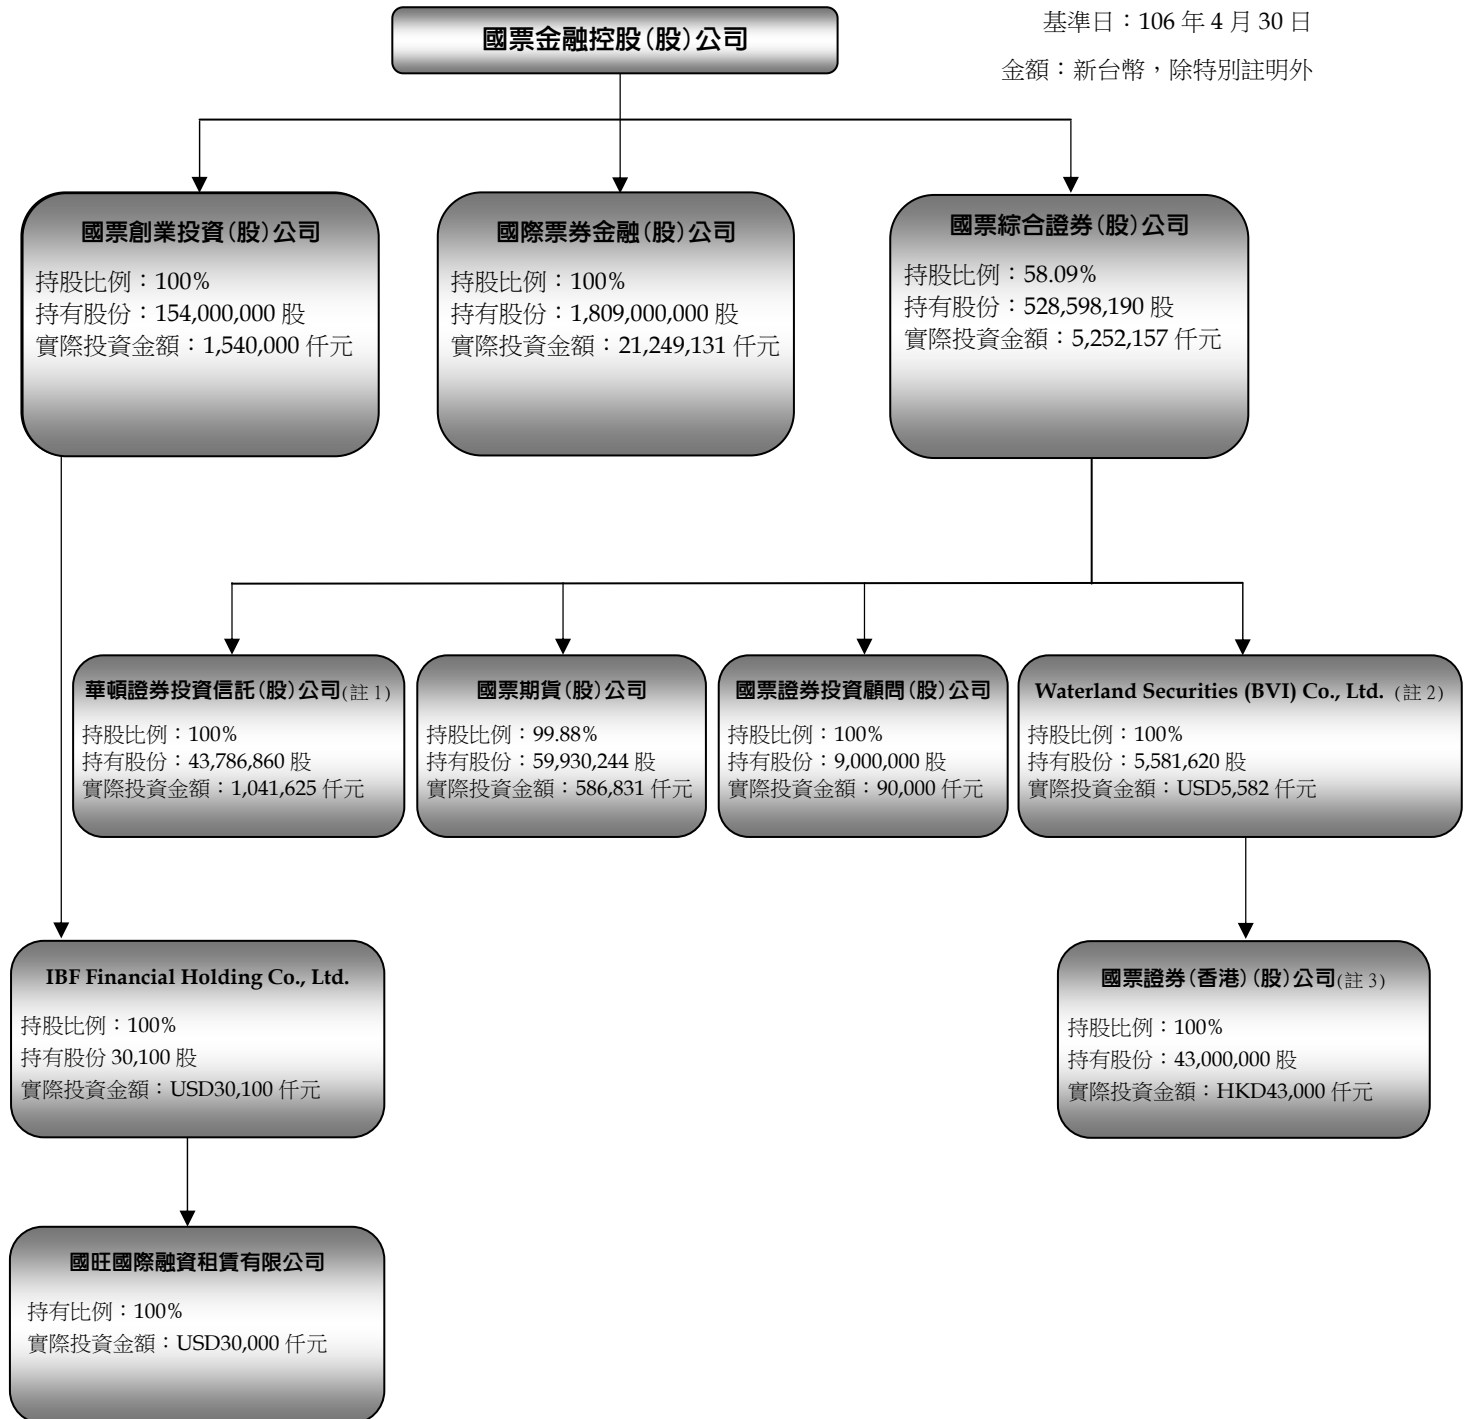 國票金融控股(股)公司
基準日：106 年 4 月 30 日
金額：新台幣，除特別註明外
國票創業投資(股)公司
持股比例：100%
持有股份：154,000,000 股
實際投資金額：1,540,000 仟元
國際票券金融(股)公司
持股比例：100%
持有股份：1,809,000,000 股
實際投資金額：21,249,131 仟元
國票綜合證券(股)公司
持股比例：58.09%
持有股份：528,598,190 股
實際投資金額：5,252,157 仟元
華頓證券投資信託(股)公司(註 1)
持股比例：100%
持有股份：43,786,860 股
實際投資金額：1,041,625 仟元
國票期貨(股)公司
持股比例：99.88%
持有股份：59,930,244 股
實際投資金額：586,831 仟元
國票證券投資顧問(股)公司
持股比例：100%
持有股份：9,000,000 股
實際投資金額：90,000 仟元
Waterland Securities (BVI) Co., Ltd. (註 2)
持股比例：100%
持有股份：5,581,620 股
實際投資金額：USD5,582 仟元
IBF Financial Holding Co., Ltd.
持股比例：100%
持有股份 30,100 股
實際投資金額：USD30,100 仟元
國票證券(香港)(股)公司(註 3)
持股比例：100%
持有股份：43,000,000 股
實際投資金額：HKD43,000 仟元
國旺國際融資租賃有限公司
持有比例：100%
實際投資金額：USD30,000 仟元